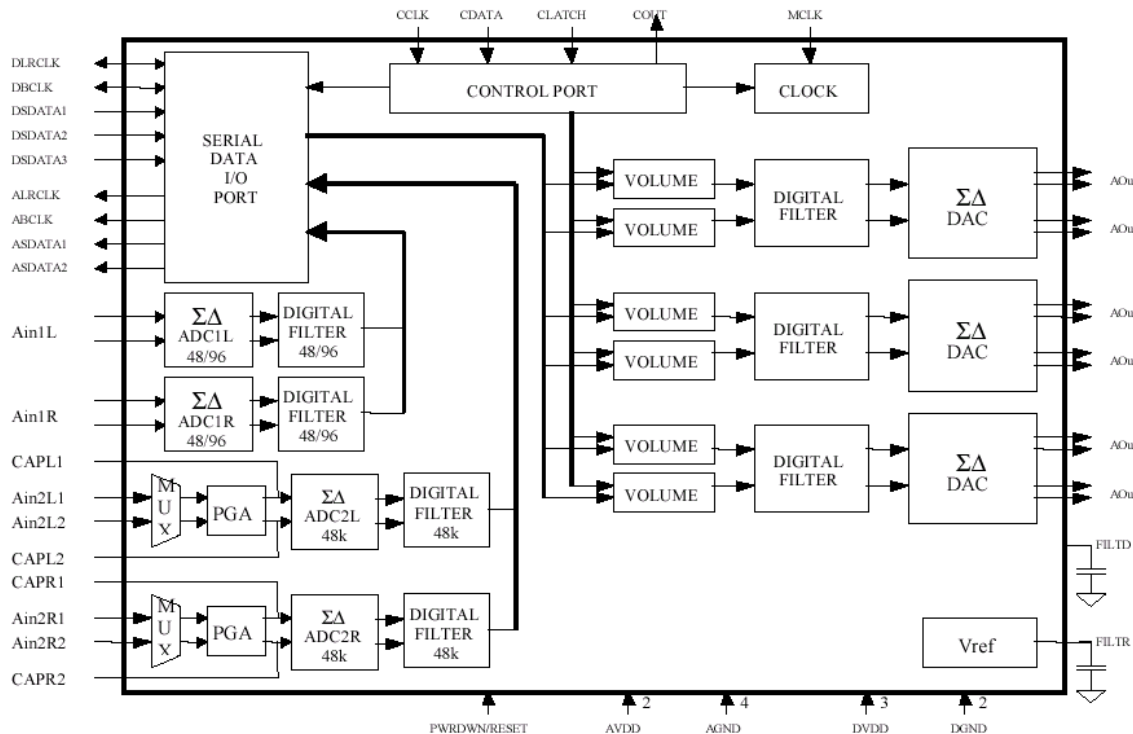 CCLK CDATA CLATCH COUT MCLK
DLRCLK
DBCLK
DSDATA1
DSDATA2
DSDATA3
ALRCLK
ABCLK
ASDATA1
ASDATA2
SERIAL
DATA
I/O
PORT
CONTROL PORT
CLOCK
VOLUME
VOLUME
DIGITAL
FILTER
ΣΔ
DAC
AOu
AOu
VOLUME
VOLUME
DIGITAL
FILTER
ΣΔ
DAC
AOu
AOu
VOLUME
VOLUME
DIGITAL
FILTER
ΣΔ
DAC
AOu
AOu
Ain1L
ΣΔ
ADC1L
48/96
DIGITAL
FILTER
48/96
Ain1R
ΣΔ
ADC1R
48/96
DIGITAL
FILTER
48/96
CAPL1
Ain2L1
Ain2L2
CAPL2
MUX
PGA
ΣΔ
ADC2L
48k
DIGITAL
FILTER
48k
CAPR1
Ain2R1
Ain2R2
CAPR2
MUX
PGA
ΣΔ
ADC2R
48k
DIGITAL
FILTER
48k
FILTD
Vref
FILTR
2 4 3 2
PWRDWN/RESET AVDD AGND DVDD DGND